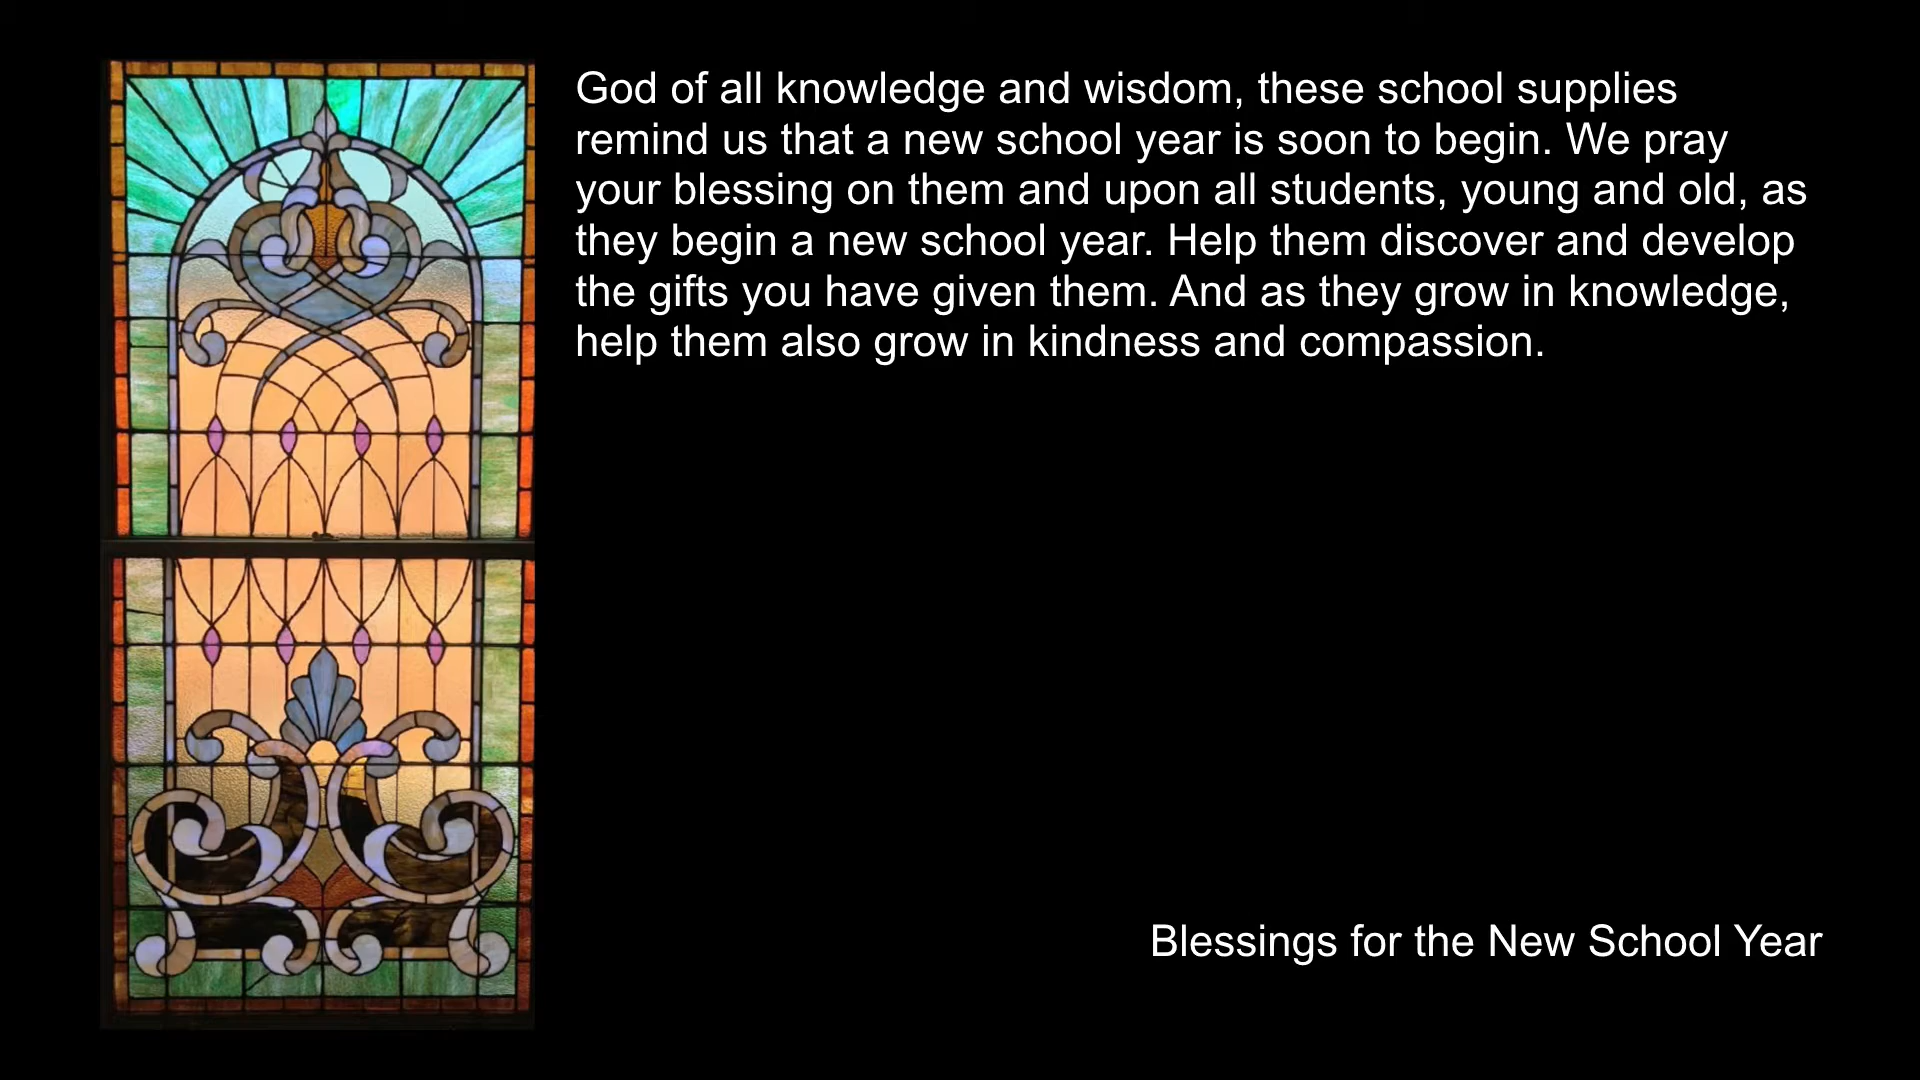 God of all knowledge and wisdom, these school supplies
remind us that a new school year is soon to begin. We pray
your blessing on them and upon all students, young and old, as
they begin a new school year. Help them discover and develop
the gifts you have given them. And as they grow in knowledge,
help them also grow in kindness and compassion.
Blessings for the New School Year